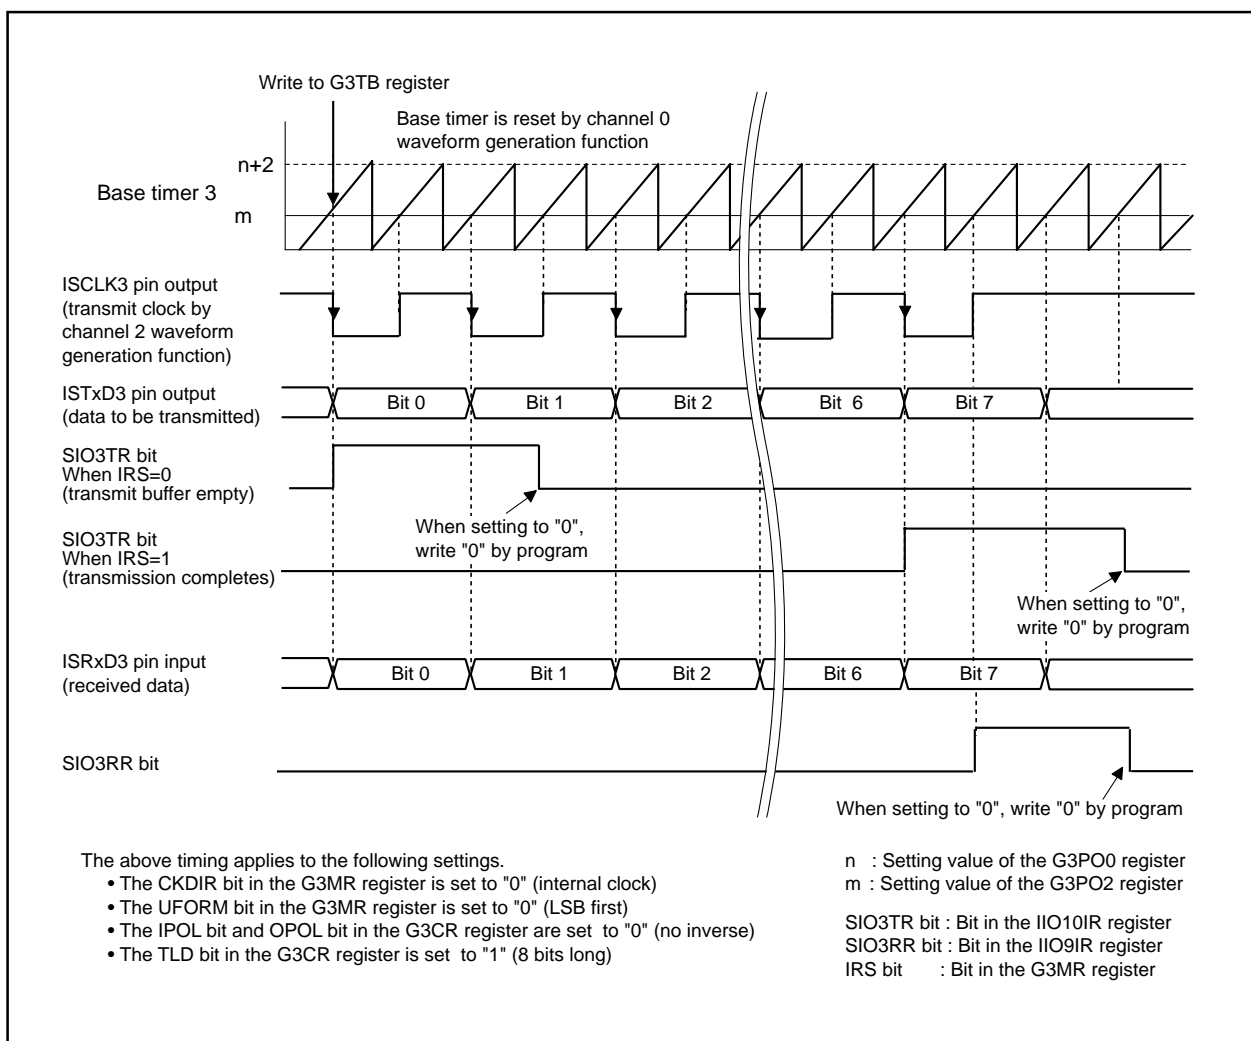 Write to G3TB register
Base timer is reset by channel 0
waveform generation function
n+2
Base timer 3
m
ISCLK3 pin output
(transmit clock by
channel 2 waveform
generation function)
ISTxD3 pin output
(data to be transmitted)
Bit 0
Bit 1
Bit 2
Bit 6
Bit 7
SIO3TR bit
When IRS=0
(transmit buffer empty)
When setting to "0",
write "0" by program
SIO3TR bit
When IRS=1
(transmission completes)
When setting to "0",
write "0" by program
ISRxD3 pin input
(received data)
Bit 0
Bit 1
Bit 2
Bit 6
Bit 7
SIO3RR bit
When setting to "0", write "0" by program
The above timing applies to the following settings.
• The CKDIR bit in the G3MR register is set to "0" (internal clock)
• The UFORM bit in the G3MR register is set to "0" (LSB first)
• The IPOL bit and OPOL bit in the G3CR register are set to "0" (no inverse)
• The TLD bit in the G3CR register is set to "1" (8 bits long)
n : Setting value of the G3PO0 register
m : Setting value of the G3PO2 register
SIO3TR bit : Bit in the IIO10IR register
SIO3RR bit : Bit in the IIO9IR register
IRS bit : Bit in the G3MR register